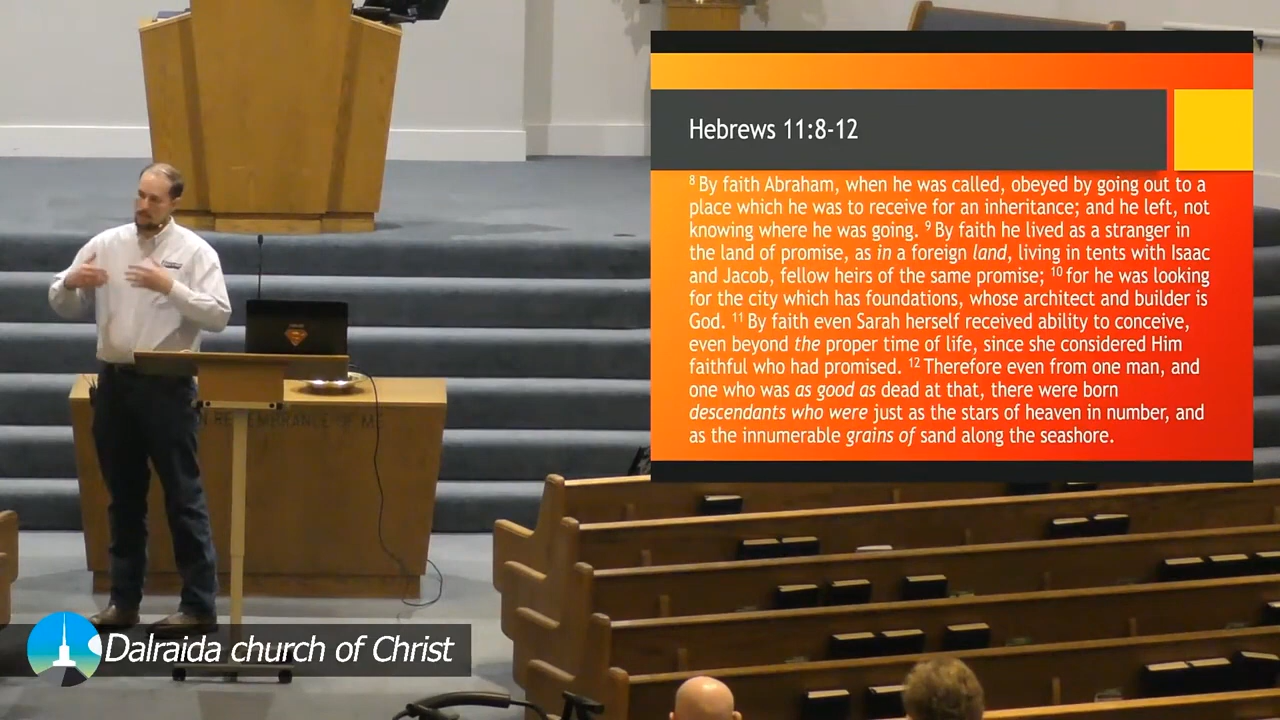 Hebrews 11:8-12
8 By faith Abraham, when he was called, obeyed by going out to a
place which he was to receive for an inheritance; and he left, not
knowing where he was going. 9 By faith he lived as a stranger in
the land of promise, as in a foreign land, living in tents with Isaac
and Jacob, fellow heirs of the same promise; 10 for he was looking
for the city which has foundations, whose architect and builder is
God. 11 By faith even Sarah herself received ability to conceive,
even beyond the proper time of life, since she considered Him
faithful who had promised. 12 Therefore even from one man, and
one who was as good as dead at that, there were born
descendants who were just as the stars of heaven in number, and
as the innumerable grains of sand along the seashore.
IN REMEMBRANCE OF ME
Dalraida church of Christ